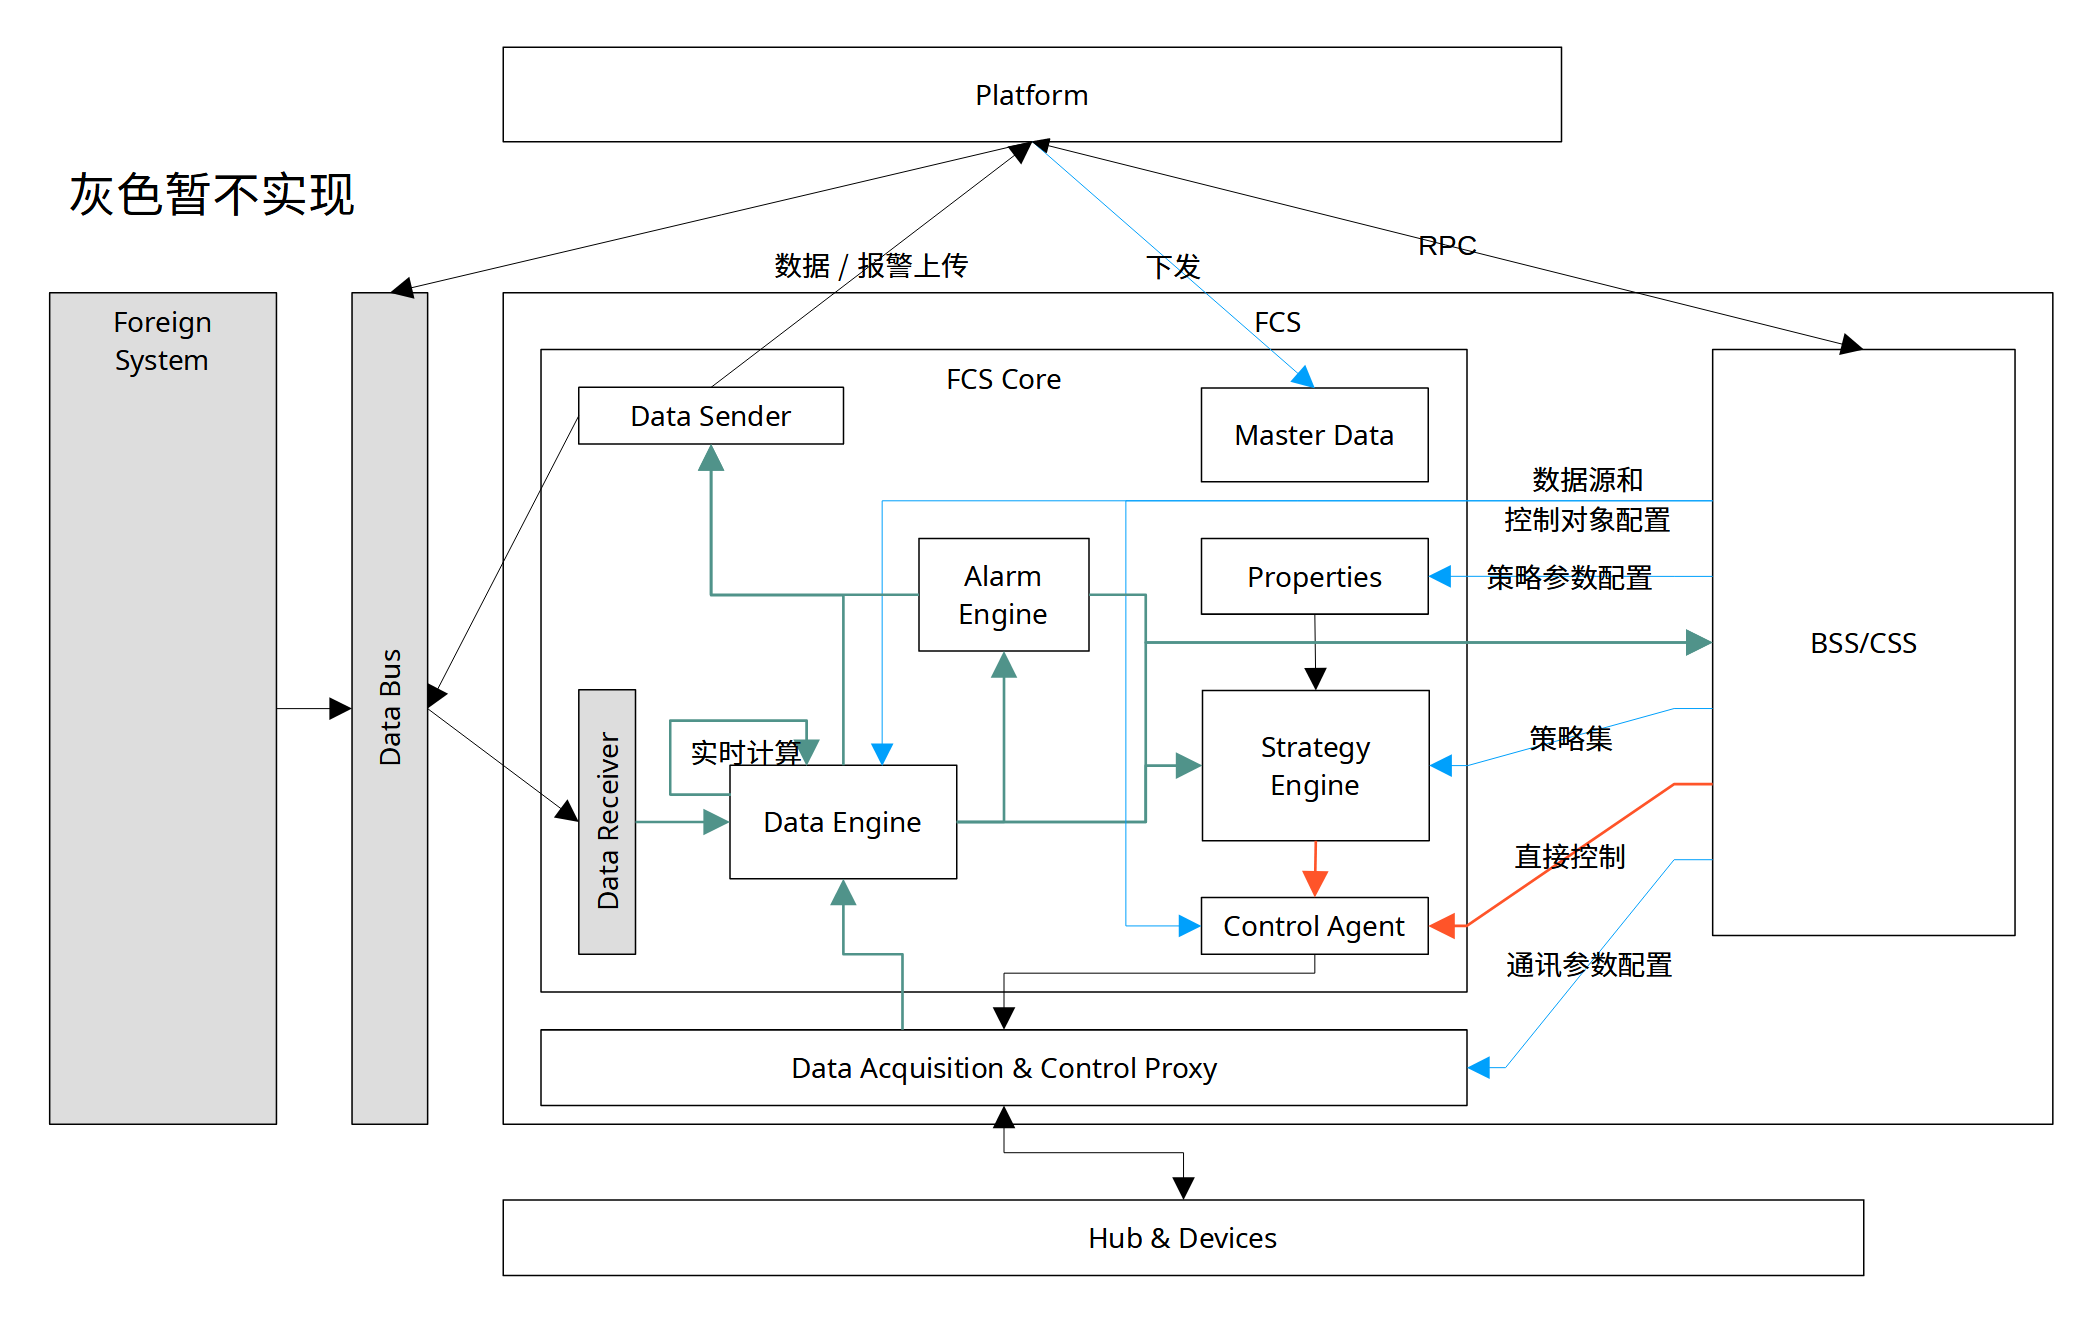 Platform
灰色暂不实现
RPC
数据 / 报警上传
下发
Foreign
System
FCS
FCS Core
Data Sender
Master Data
数据源和
控制对象配置
Alarm
Engine
Properties
策略参数配置
BSS/CSS
Data Bus
实时计算
Strategy
Engine
策略集
Data Receiver
Data Engine
直接控制
Control Agent
通讯参数配置
Data Acquisition & Control Proxy
Hub & Devices